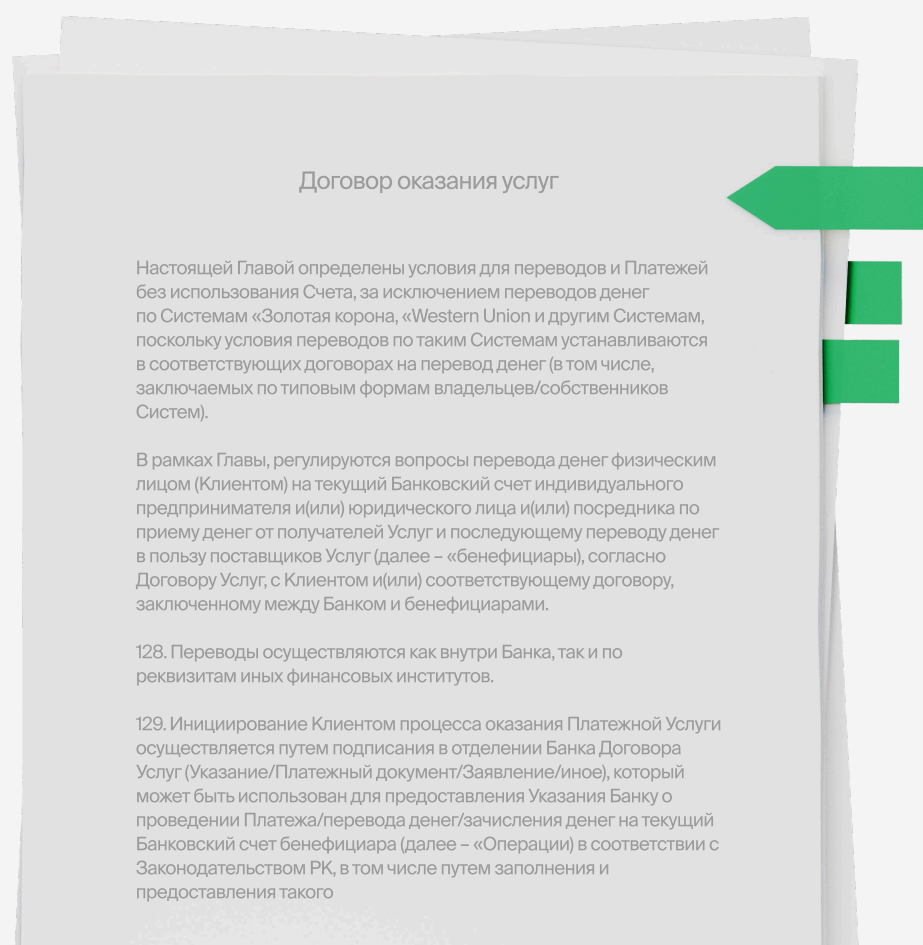 Договор оказания услуг
Настоящей Главой определены условия для переводов и Платежей
без использования Счета, за исключением переводов денег
по Системам «Золотая корона, «Western Union и другим Системам,
поскольку условия переводов по таким Системам устанавливаются
в соответствующих договорах на перевод денег (в том числе,
заключаемых по типовым формам владельцев/собственников
Систем).
В рамках Главы, регулируются вопросы перевода денег физическим
лицом (Клиентом) на текущий Банковский счет индивидуального
предпринимателя и(или) юридического лица и(или) посредника по
приему денег от получателей Услуг и последующему переводу денег
в пользу поставщиков Услуг (далее – «бенефициары), согласно
Договору Услуг, с Клиентом и(или) соответствующему договору,
заключенному между Банком и бенефициарами.
128. Переводы осуществляются как внутри Банка, так и по
реквизитам иных финансовых институтов.
129. Инициирование Клиентом процесса оказания Платежной Услуги
осуществляется путем подписания в отделении Банка Договора
Услуг (Указание/Платежный документ/Заявление/иное), который
может быть использован для предоставления Указания Банку о
проведении Платежа/перевода денег/зачисления денег на текущий
Банковский счет бенефициара (далее – «Операции) в соответствии с
Законодательством РК, в том числе путем заполнения и
предоставления такого